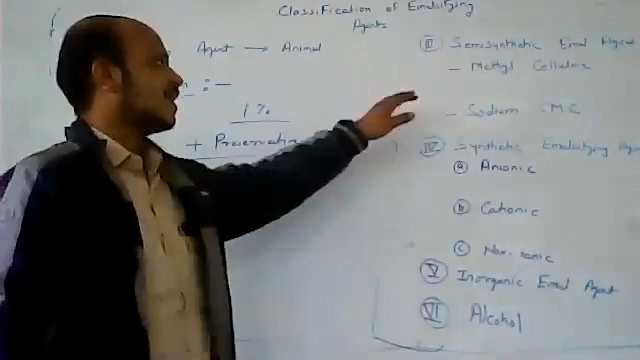 Classification of Emulsifying
Agents
Agent → Animal
1%
+ Preservative
III Semisynthetic Emul Agent
- Methyl Cellulose
- Sodium CMC
IV Synthetic Emulsifying Agen
a Anionic
b Cationic
c Non-ionic
V Inorganic Emul Agent
VI Alcohol